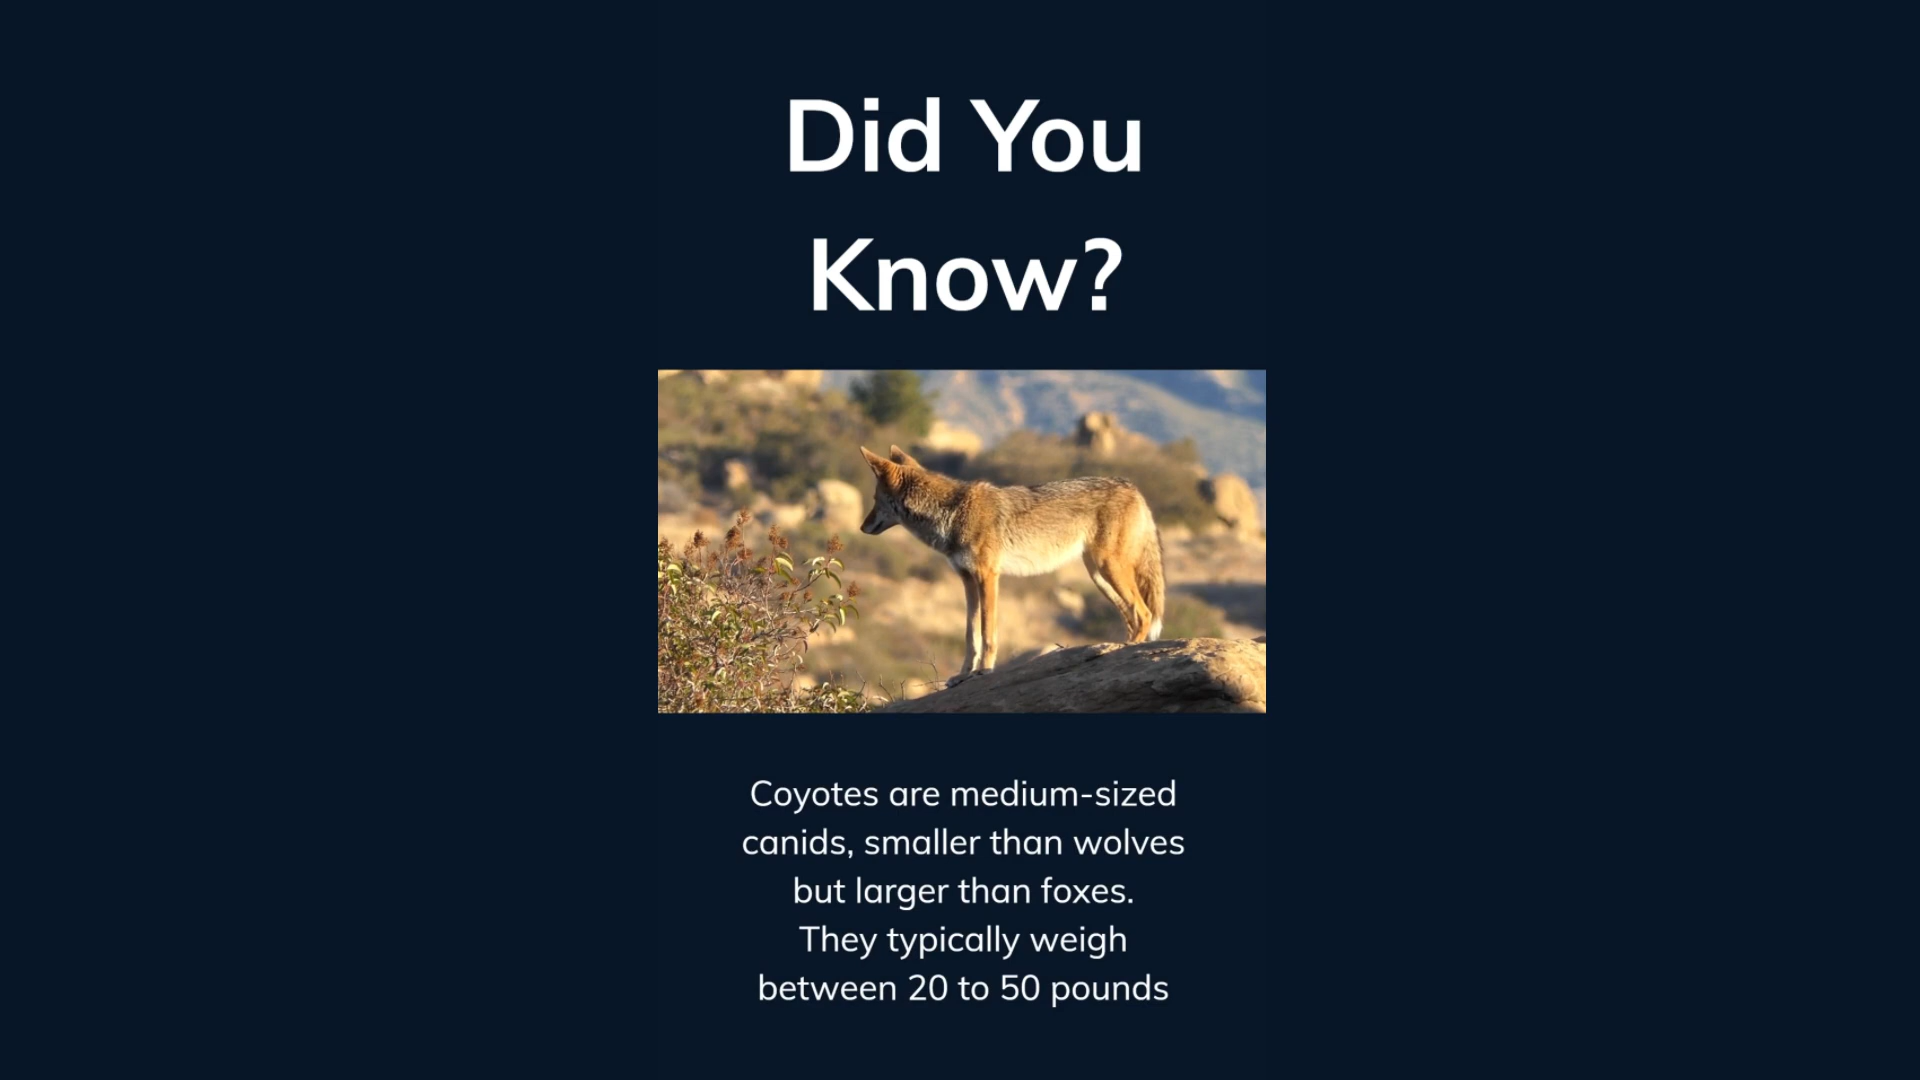 Did You
Know?
Coyotes are medium-sized
canids, smaller than wolves
but larger than foxes.
They typically weigh
between 20 to 50 pounds